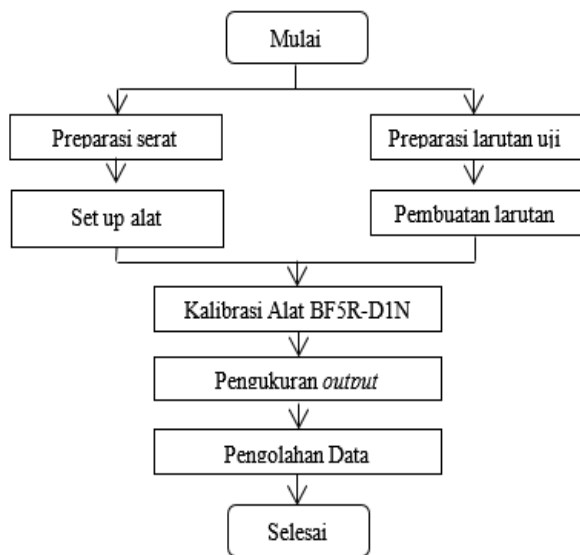 Mulai
Preparasi serat
Preparasi larutan uji
Set up alat
Pembuatan larutan
Kalibrasi Alat BF5R-D1N
Pengukuran output
Pengolahan Data
Selesai